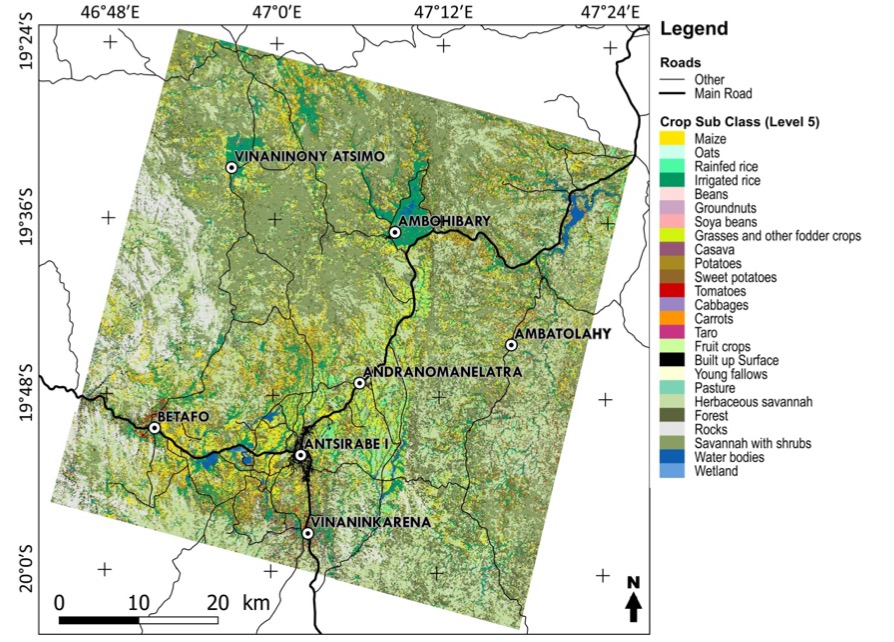 46°48'E 47°0'E 47°12'E 47°24'E
19°24'S
19°36'S
19°48'S
20°0'S
VINANINONY ATSIMO
AMBOHIBARY
AMBATOLAHY
ANDRANOMANELATRA
BETAFO
ANTSIRABE I
VINANINKARENA
0 10 20 km
N
Legend
Roads
Other
Main Road
Crop Sub Class (Level 5)
Maize
Oats
Rainfed rice
Irrigated rice
Beans
Groundnuts
Soya beans
Grasses and other fodder crops
Casava
Potatoes
Sweet potatoes
Tomatoes
Cabbages
Carrots
Taro
Fruit crops
Built up Surface
Young fallows
Pasture
Herbaceous savannah
Forest
Rocks
Savannah with shrubs
Water bodies
Wetland